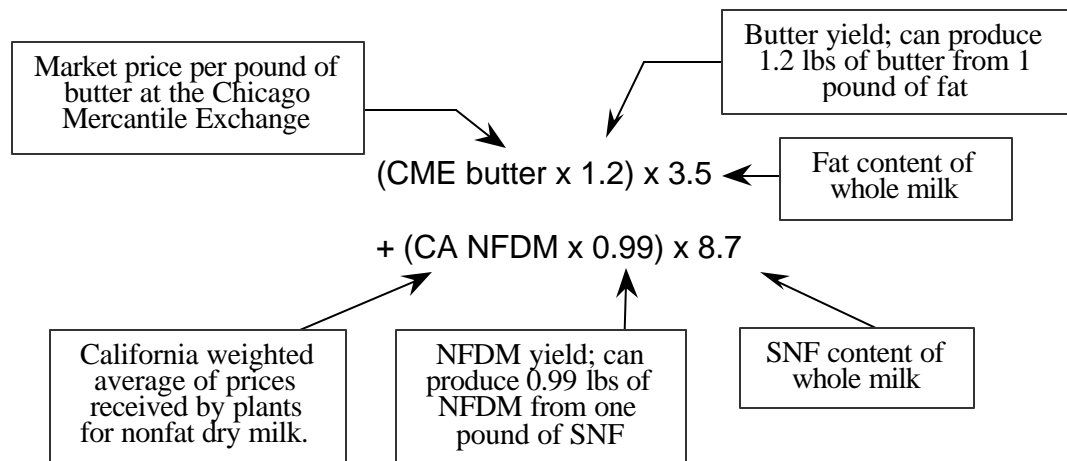 Market price per pound of
butter at the Chicago
Mercantile Exchange
Butter yield; can produce
1.2 lbs of butter from 1
pound of fat
(CME butter x 1.2) x 3.5
Fat content of
whole milk
+ (CA NFDM x 0.99) x 8.7
California weighted
average of prices
received by plants
for nonfat dry milk.
NFDM yield; can
produce 0.99 lbs of
NFDM from one
pound of SNF
SNF content of
whole milk